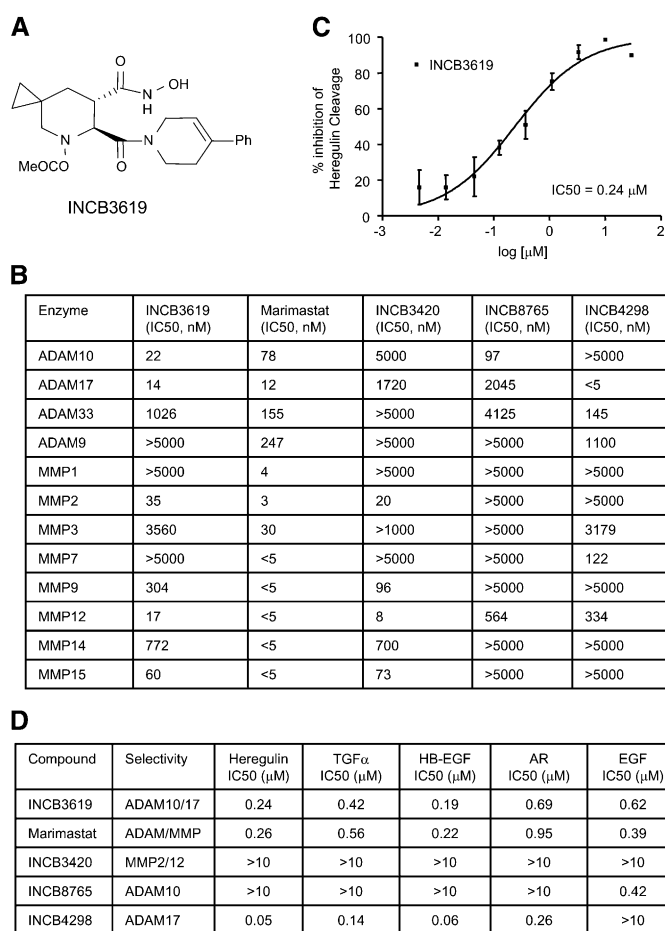 A
O
N
H
OH
N
N
O
Ph
MeOCO
INCB3619
C
% inhibition of
Heregulin Cleavage
100
80
60
40
20
0
INCB3619
IC50 = 0.24 μM
-3 -2 -1 0 1 2
log [μM]
B
Enzyme INCB3619 (IC50, nM) Marimastat (IC50, nM) INCB3420 (IC50, nM) INCB8765 (IC50, nM) INCB4298 (IC50, nM)
ADAM10 22 78 5000 97 >5000
ADAM17 14 12 1720 2045 <5
ADAM33 1026 155 >5000 4125 145
ADAM9 >5000 247 >5000 >5000 1100
MMP1 >5000 4 >5000 >5000 >5000
MMP2 35 3 20 >5000 >5000
MMP3 3560 30 >1000 >5000 3179
MMP7 >5000 <5 >5000 >5000 122
MMP9 304 <5 96 >5000 >5000
MMP12 17 <5 8 564 334
MMP14 772 <5 700 >5000 >5000
MMP15 60 <5 73 >5000 >5000
D
Compound Selectivity Heregulin IC50 (μM) TGFα IC50 (μM) HB-EGF IC50 (μM) AR IC50 (μM) EGF IC50 (μM)
INCB3619 ADAM10/17 0.24 0.42 0.19 0.69 0.62
Marimastat ADAM/MMP 0.26 0.56 0.22 0.95 0.39
INCB3420 MMP2/12 >10 >10 >10 >10 >10
INCB8765 ADAM10 >10 >10 >10 >10 0.42
INCB4298 ADAM17 0.05 0.14 0.06 0.26 >10